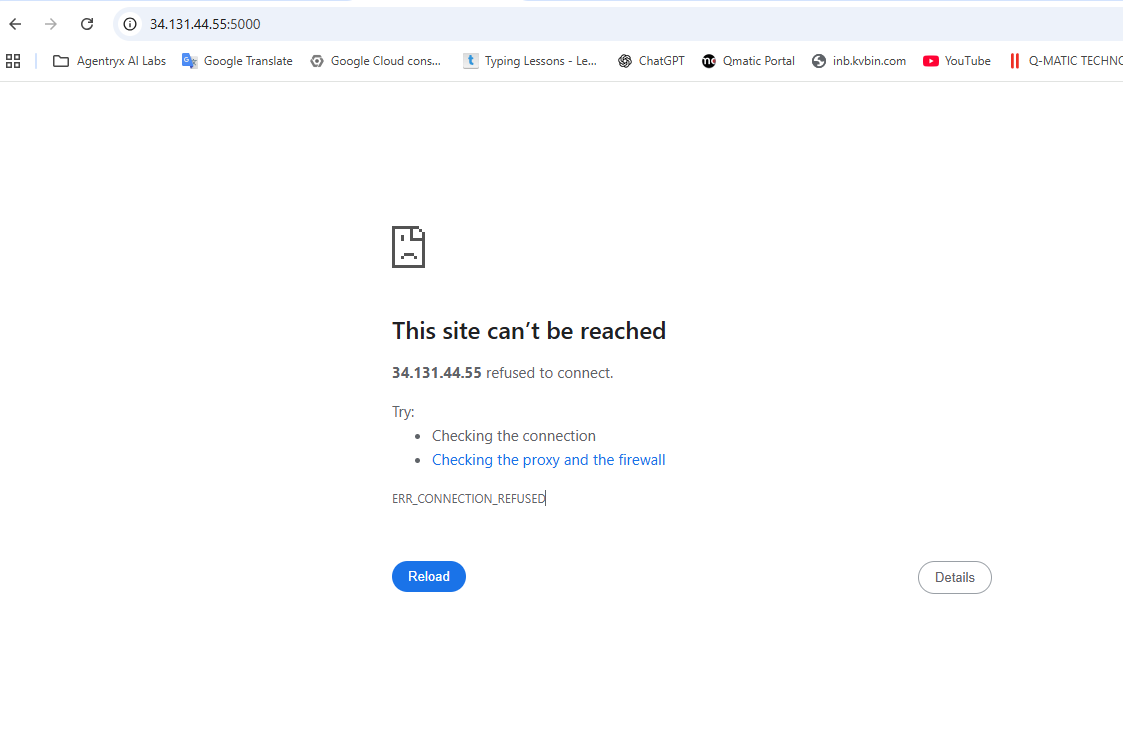 34.131.44.55:5000
Agentryx AI Labs Google Translate Google Cloud cons... Typing Lessons - Le... ChatGPT Qmatic Portal inb.kvbin.com YouTube Q-MATIC TECHNO
This site can’t be reached
34.131.44.55 refused to connect.
Try:
• Checking the connection
• Checking the proxy and the firewall
ERR_CONNECTION_REFUSED
Reload Details